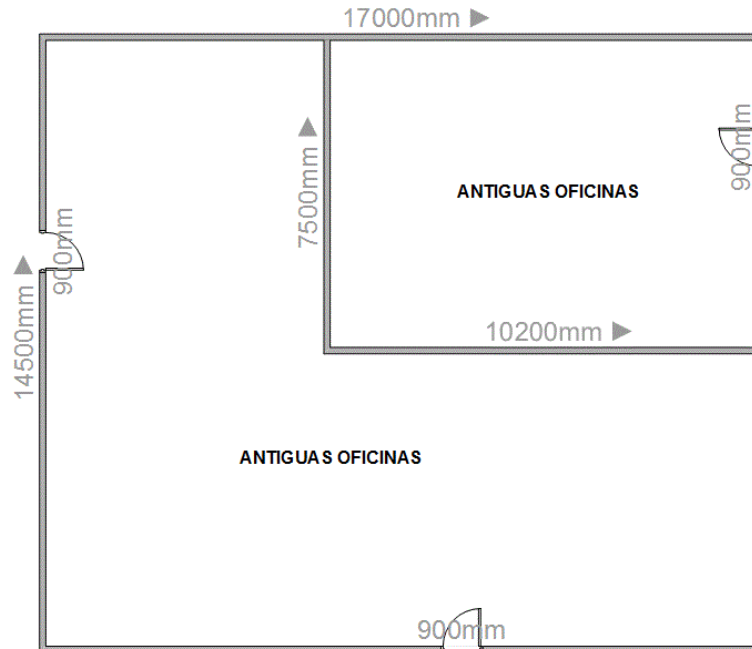 17000mm
900mm
7500mm
ANTIGUAS OFICINAS
900mm
14500mm
10200mm
ANTIGUAS OFICINAS
900mm